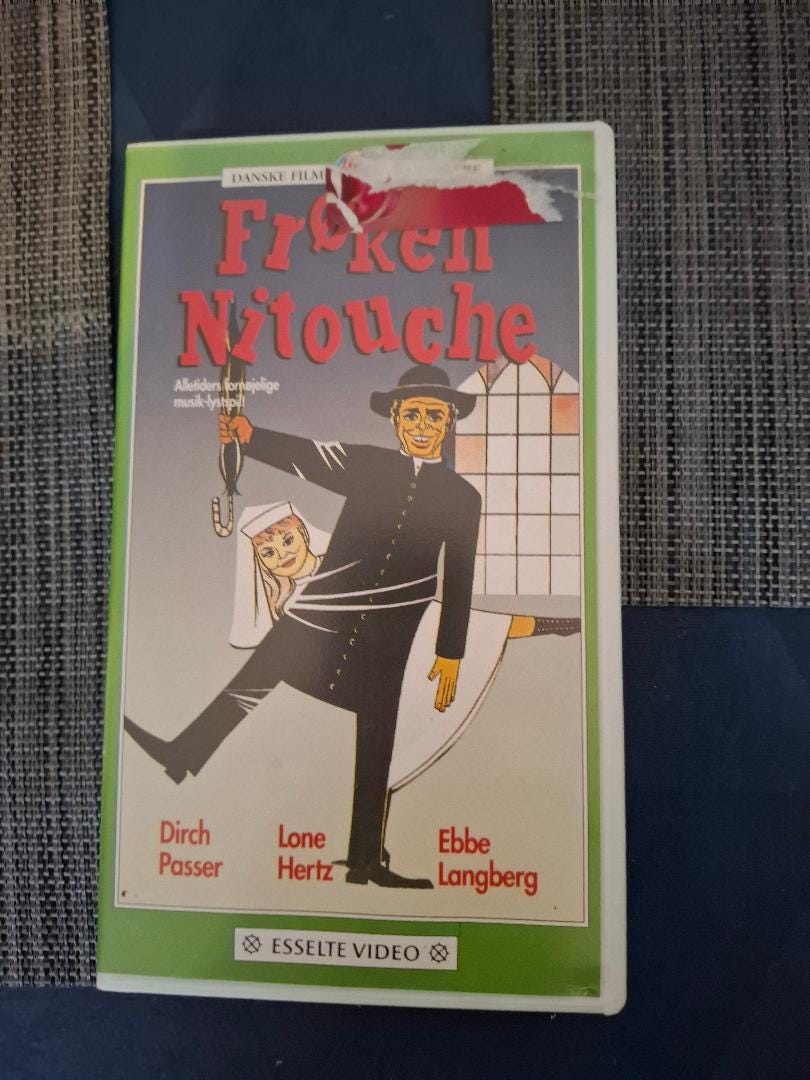 DANSKE FILM
Frøken
Nitouche
Alletiders fornøjelige
musik-lystspil!
Dirch
Passer
Lone
Hertz
Ebbe
Langberg
ESSELTE VIDEO